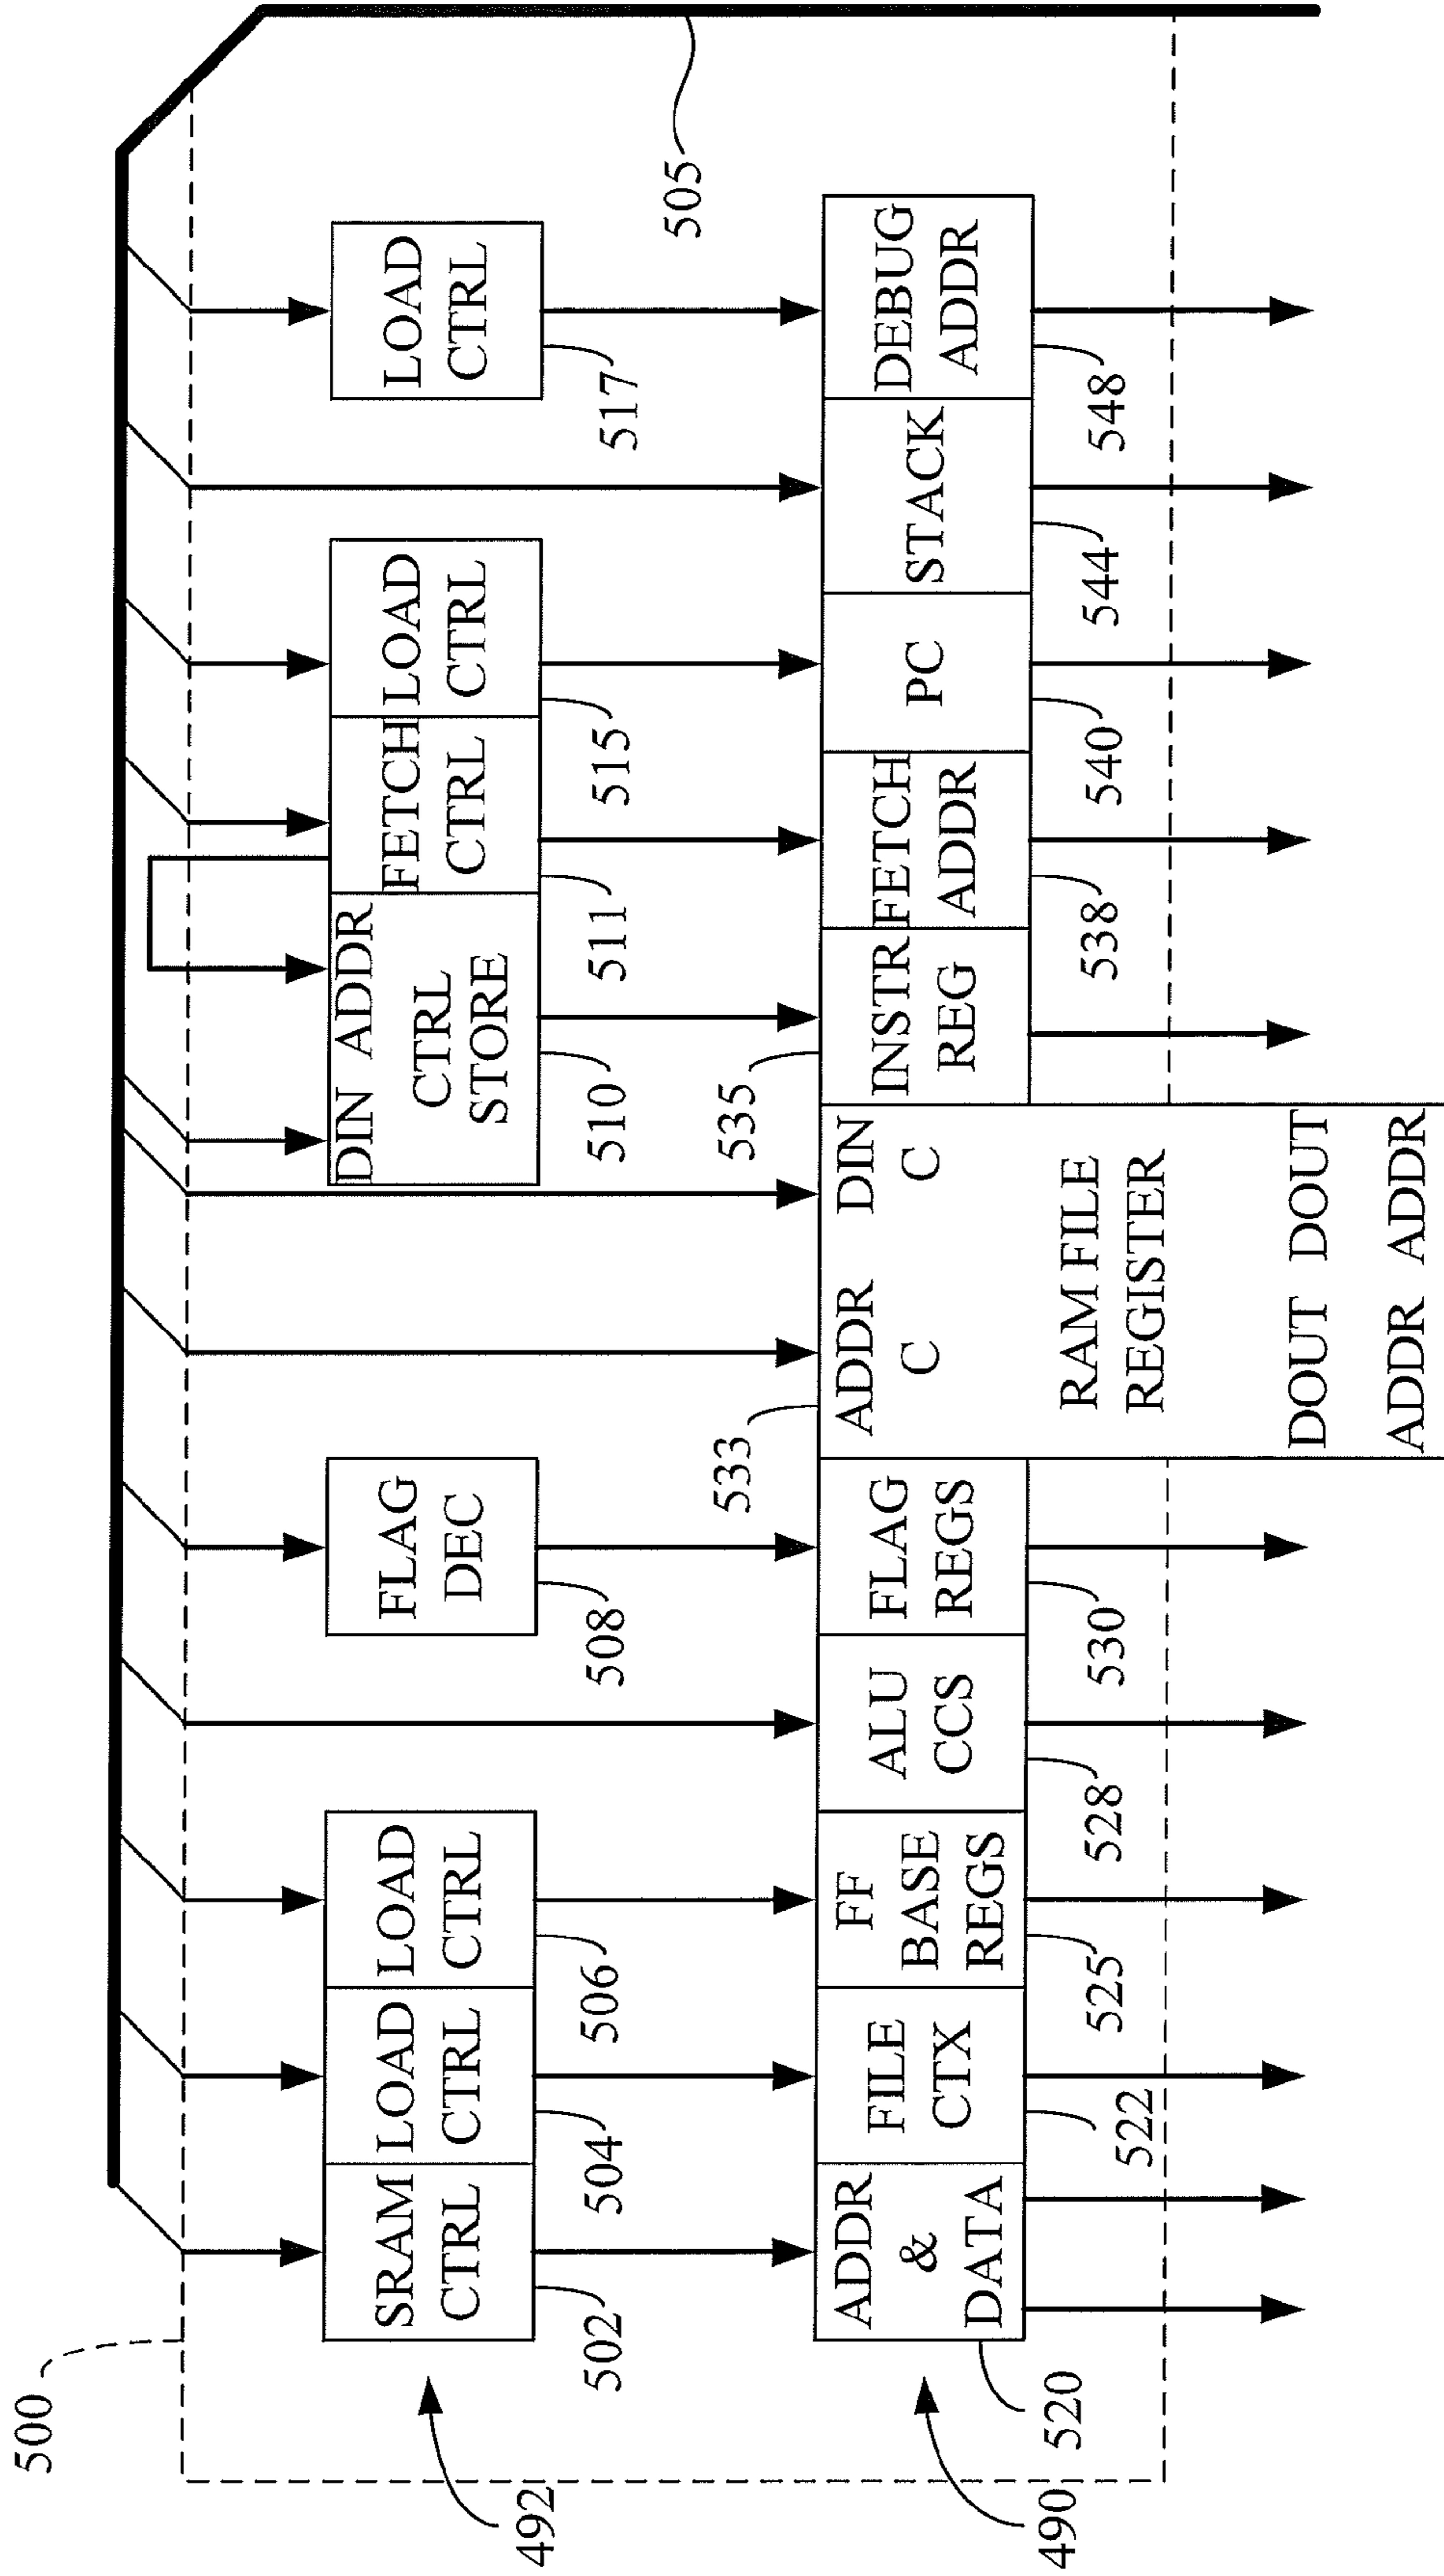 500
505
492
SRAM
CTRL
502
LOAD
CTRL
504
LOAD
CTRL
506
FLAG
DEC
508
DIN ADDR
CTRL
STORE
510
FETCH
CTRL
511
LOAD
CTRL
515
LOAD
CTRL
517
490
ADDR
&
DATA
520
FILE
CTX
522
FF
BASE
REGS
525
ALU
CCS
528
FLAG
REGS
530
533
ADDR DIN
C C
RAM FILE
REGISTER
DOUT DOUT
ADDR ADDR
535
INSTR
REG
FETCH
ADDR
538
PC
540
STACK
544
DEBUG
ADDR
548